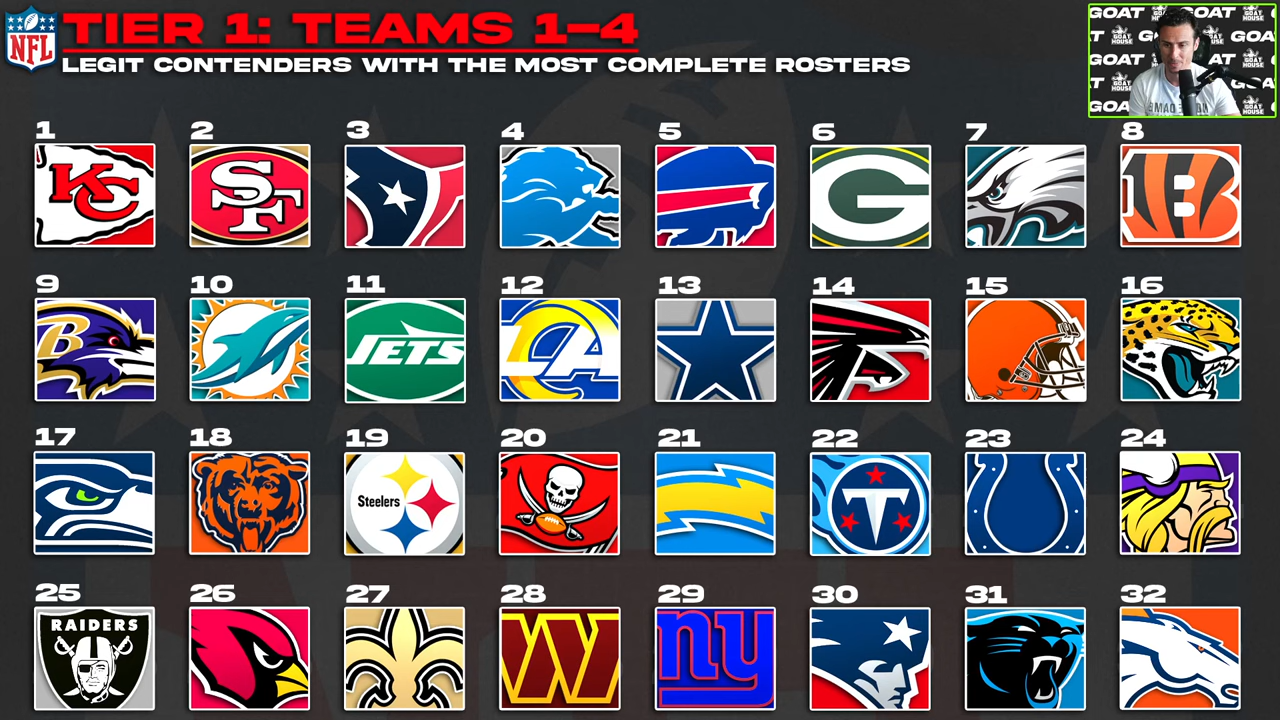 NFL
TIER 1: TEAMS 1–4
LEGIT CONTENDERS WITH THE MOST COMPLETE ROSTERS
GOAT
GOAT HOUSE
1 2 3 4 5 6 7 8
KC SF G B
9 10 11 12 13 14 15 16
B JETS LA
17 18 19 20 21 22 23 24
Steelers T
25 26 27 28 29 30 31 32
RAIDERS W ny